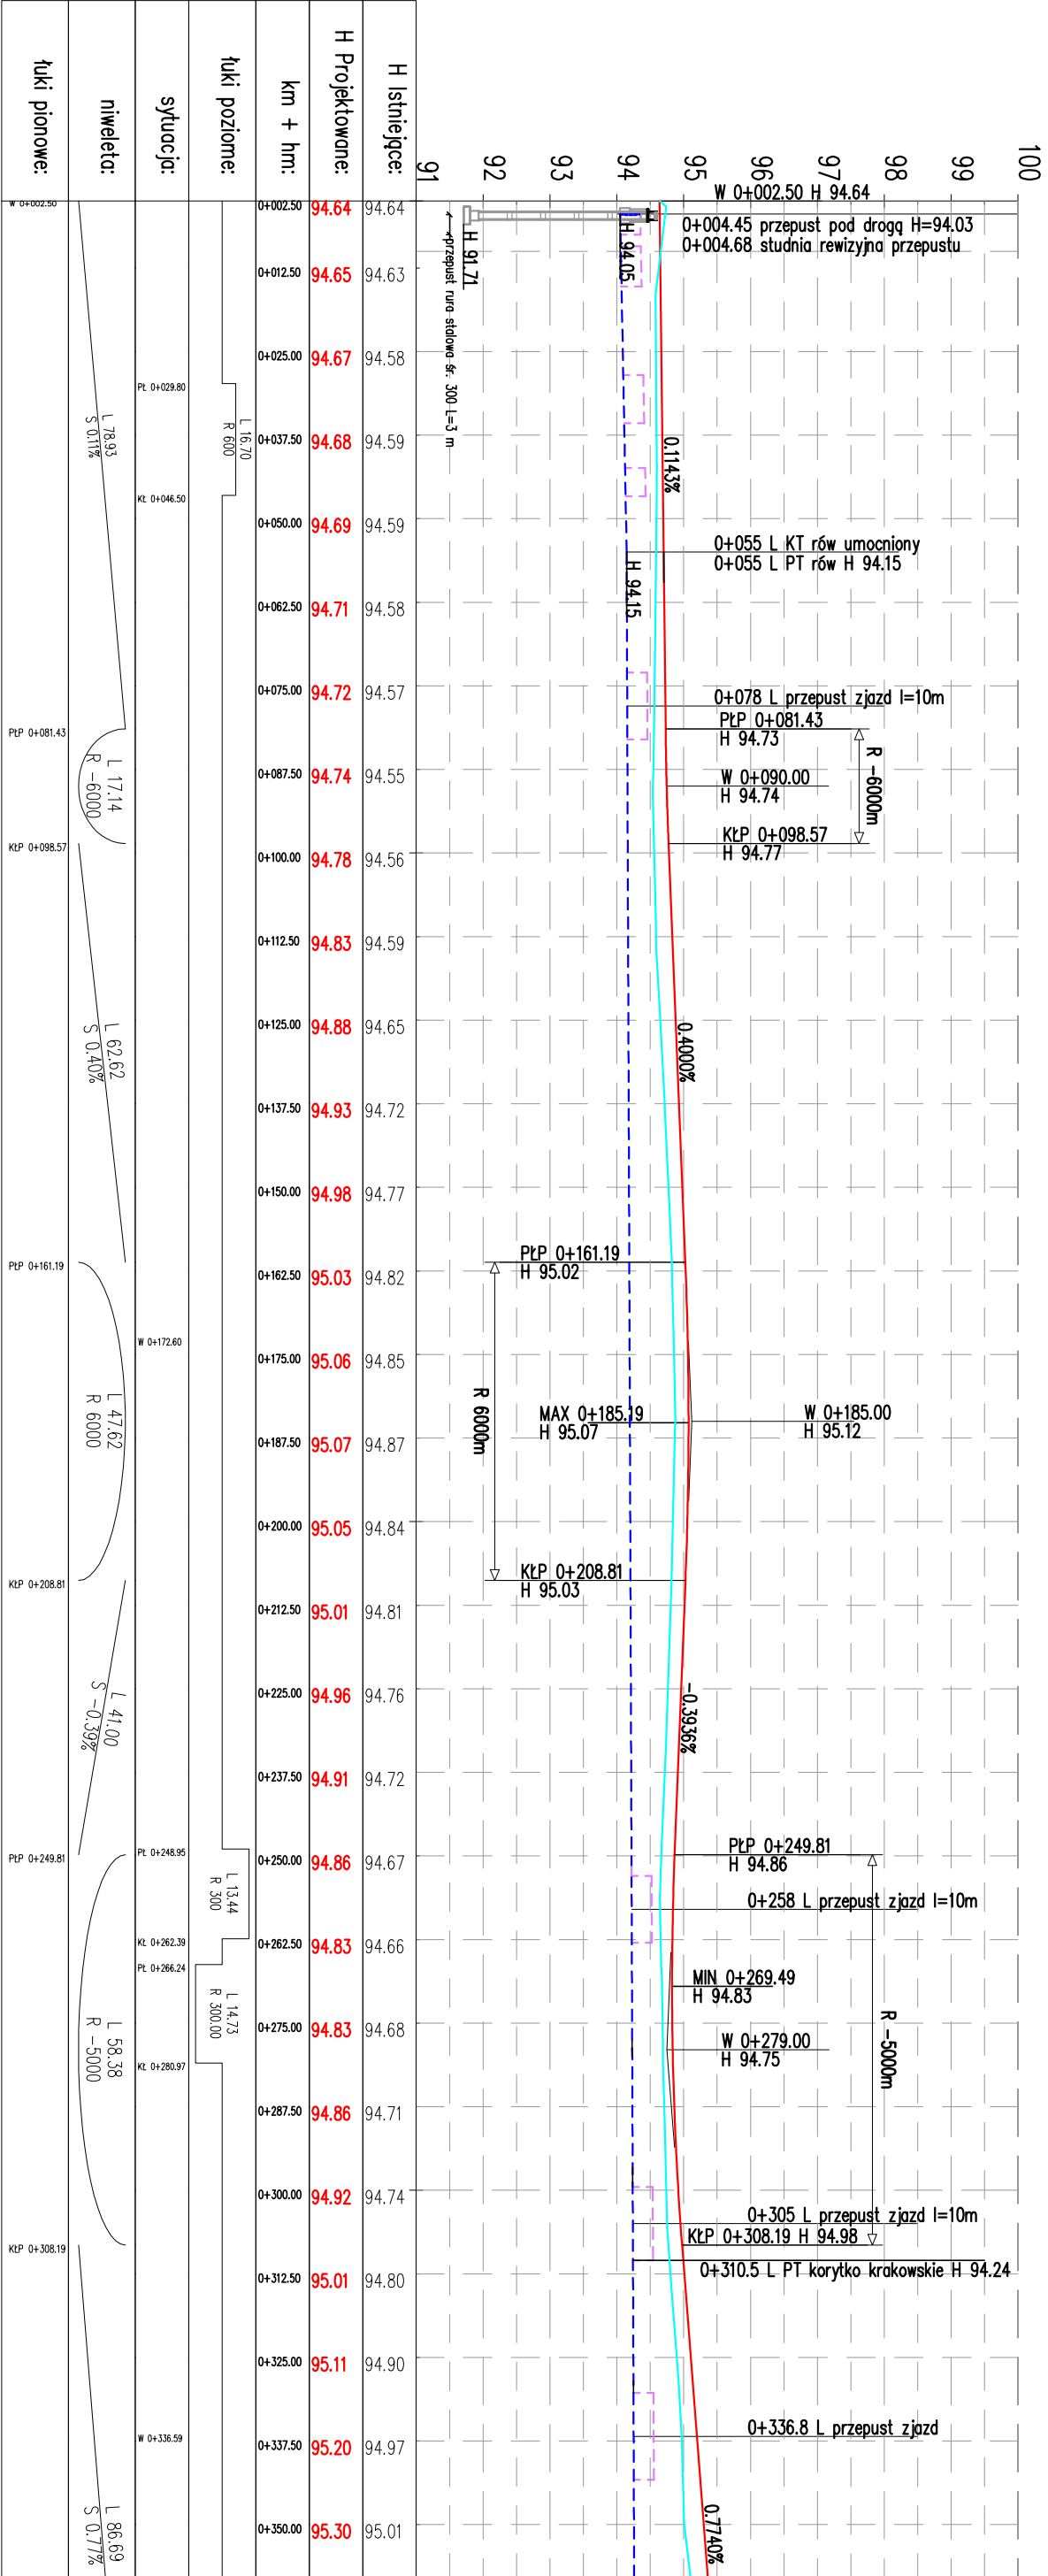 H Istniejące:
H Projektowane:
km + hm:
łuki poziome:
sytuacja:
niweleta:
łuki pionowe:
100
99
98
97
96
95
94
93
92
91
W 0+002.50 H 94.64
0+004.45 przepust pod drogą H=94.03
0+004.68 studnia rewizyjna przepustu
H 94.05
H 91.71
przepust rura stalowa śr. 300 L=3 m
0.1143%
0+055 L KT rów umocniony
0+055 L PT rów H 94.15
H 94.15
0+078 L przepust zjazd l=10m
PŁP 0+081.43
H 94.73
R -6000m
W 0+090.00
H 94.74
KŁP 0+098.57
H 94.77
0.4000%
PŁP 0+161.19
H 95.02
R 6000m
MAX 0+185.19
H 95.07
W 0+185.00
H 95.12
KŁP 0+208.81
H 95.03
-0.3936%
PŁP 0+249.81
H 94.86
0+258 L przepust zjazd l=10m
MIN 0+269.49
H 94.83
R -5000m
W 0+279.00
H 94.75
0+305 L przepust zjazd l=10m
KŁP 0+308.19 H 94.98
0+310.5 L PT korytko krakowskie H 94.24
0+336.8 L przepust zjazd
0.7740%
0+002.50 94.64 94.64
0+012.50 94.65 94.63
0+025.00 94.67 94.58
0+037.50 94.68 94.59
0+050.00 94.69 94.59
0+062.50 94.71 94.58
0+075.00 94.72 94.57
0+087.50 94.74 94.55
0+100.00 94.78 94.56
0+112.50 94.83 94.59
0+125.00 94.88 94.65
0+137.50 94.93 94.72
0+150.00 94.98 94.77
0+162.50 95.03 94.82
0+175.00 95.06 94.85
0+187.50 95.07 94.87
0+200.00 95.05 94.84
0+212.50 95.01 94.81
0+225.00 94.96 94.76
0+237.50 94.91 94.72
0+250.00 94.86 94.67
0+262.50 94.83 94.66
0+275.00 94.83 94.68
0+287.50 94.86 94.71
0+300.00 94.92 94.74
0+312.50 95.01 94.80
0+325.00 95.11 94.90
0+337.50 95.20 94.97
0+350.00 95.30 95.01
L 16.70
R 600
L 13.44
R 300
L 14.73
R 300.00
PŁ 0+029.80
KŁ 0+046.50
W 0+172.60
PŁ 0+248.95
KŁ 0+262.39
PŁ 0+266.24
KŁ 0+280.97
W 0+336.59
L 78.93
S 0.11%
L 17.14
R -6000
L 62.62
S 0.40%
L 47.62
R 6000
L 41.00
S -0.39%
L 58.38
R -5000
L 86.69
S 0.77%
W 0+002.50
PŁP 0+081.43
KŁP 0+098.57
PŁP 0+161.19
KŁP 0+208.81
PŁP 0+249.81
KŁP 0+308.19